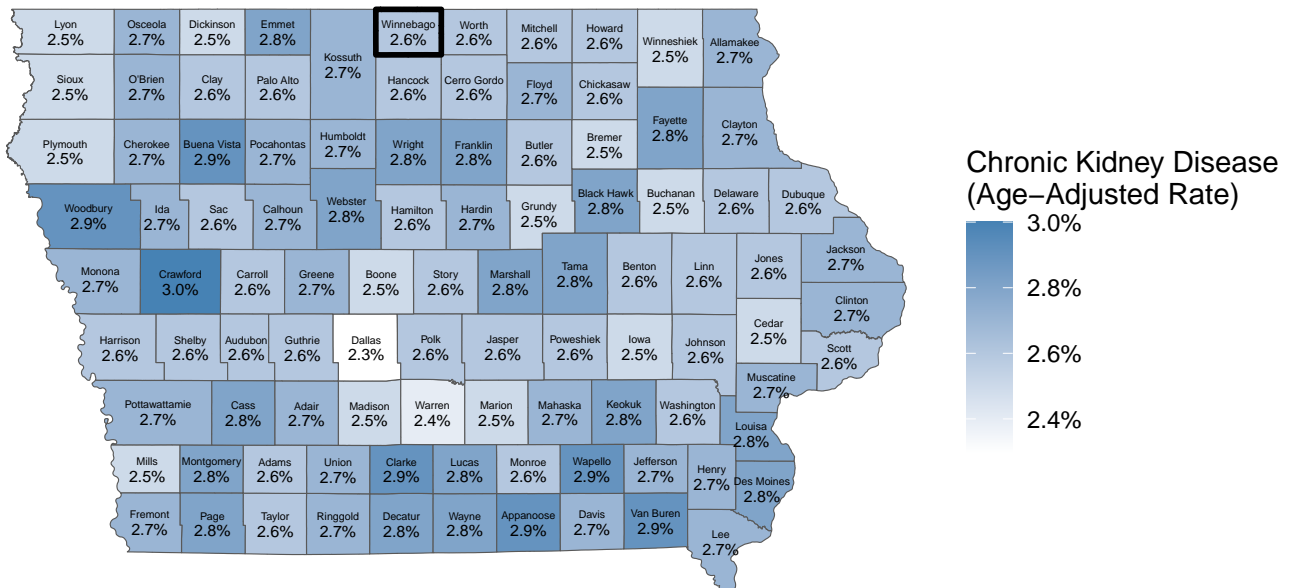 Lyon
2.5%
Osceola
2.7%
Dickinson
2.5%
Emmet
2.8%
Kossuth
2.7%
Winnebago
2.6%
Worth
2.6%
Mitchell
2.6%
Howard
2.6%
Winneshiek
2.5%
Allamakee
2.7%
Sioux
2.5%
O'Brien
2.7%
Clay
2.6%
Palo Alto
2.6%
Hancock
2.6%
Cerro Gordo
2.6%
Floyd
2.7%
Chickasaw
2.6%
Fayette
2.8%
Clayton
2.7%
Plymouth
2.5%
Cherokee
2.7%
Buena Vista
2.9%
Pocahontas
2.7%
Humboldt
2.7%
Wright
2.8%
Franklin
2.8%
Butler
2.6%
Bremer
2.5%
Woodbury
2.9%
Ida
2.7%
Sac
2.6%
Calhoun
2.7%
Webster
2.8%
Hamilton
2.6%
Hardin
2.7%
Grundy
2.5%
Black Hawk
2.8%
Buchanan
2.5%
Delaware
2.6%
Dubuque
2.6%
Monona
2.7%
Crawford
3.0%
Carroll
2.6%
Greene
2.7%
Boone
2.5%
Story
2.6%
Marshall
2.8%
Tama
2.8%
Benton
2.6%
Linn
2.6%
Jones
2.6%
Jackson
2.7%
Clinton
2.7%
Harrison
2.6%
Shelby
2.6%
Audubon
2.6%
Guthrie
2.6%
Dallas
2.3%
Polk
2.6%
Jasper
2.6%
Poweshiek
2.6%
Iowa
2.5%
Johnson
2.6%
Cedar
2.5%
Scott
2.6%
Muscatine
2.7%
Pottawattamie
2.7%
Cass
2.8%
Adair
2.7%
Madison
2.5%
Warren
2.4%
Marion
2.5%
Mahaska
2.7%
Keokuk
2.8%
Washington
2.6%
Louisa
2.8%
Mills
2.5%
Montgomery
2.8%
Adams
2.6%
Union
2.7%
Clarke
2.9%
Lucas
2.8%
Monroe
2.6%
Wapello
2.9%
Jefferson
2.7%
Henry
2.7%
Des Moines
2.8%
Fremont
2.7%
Page
2.8%
Taylor
2.6%
Ringgold
2.7%
Decatur
2.8%
Wayne
2.8%
Appanoose
2.9%
Davis
2.7%
Van Buren
2.9%
Lee
2.7%
Chronic Kidney Disease
(Age−Adjusted Rate)
3.0%
2.8%
2.6%
2.4%